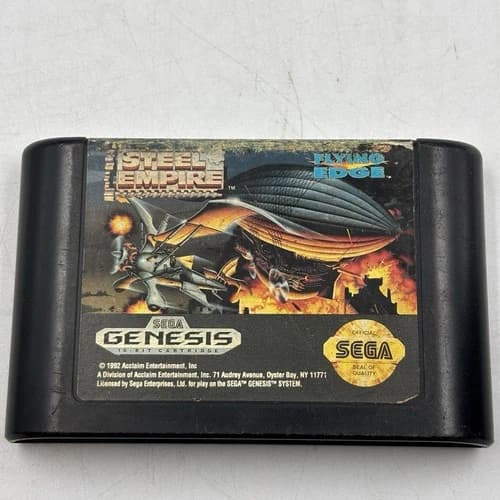 STEEL
EMPIRE
TM
FLYING
EDGE
SEGA
GENESIS
16-BIT CARTRIDGE
OFFICIAL
SEGA
SEAL OF
QUALITY
© 1992 Acclaim Entertainment, Inc
A Division of Acclaim Entertainment, Inc. 71 Audrey Avenue, Oyster Bay, NY 11771
Licensed by Sega Enterprises, Ltd. for play on the SEGA™ GENESIS™ SYSTEM.